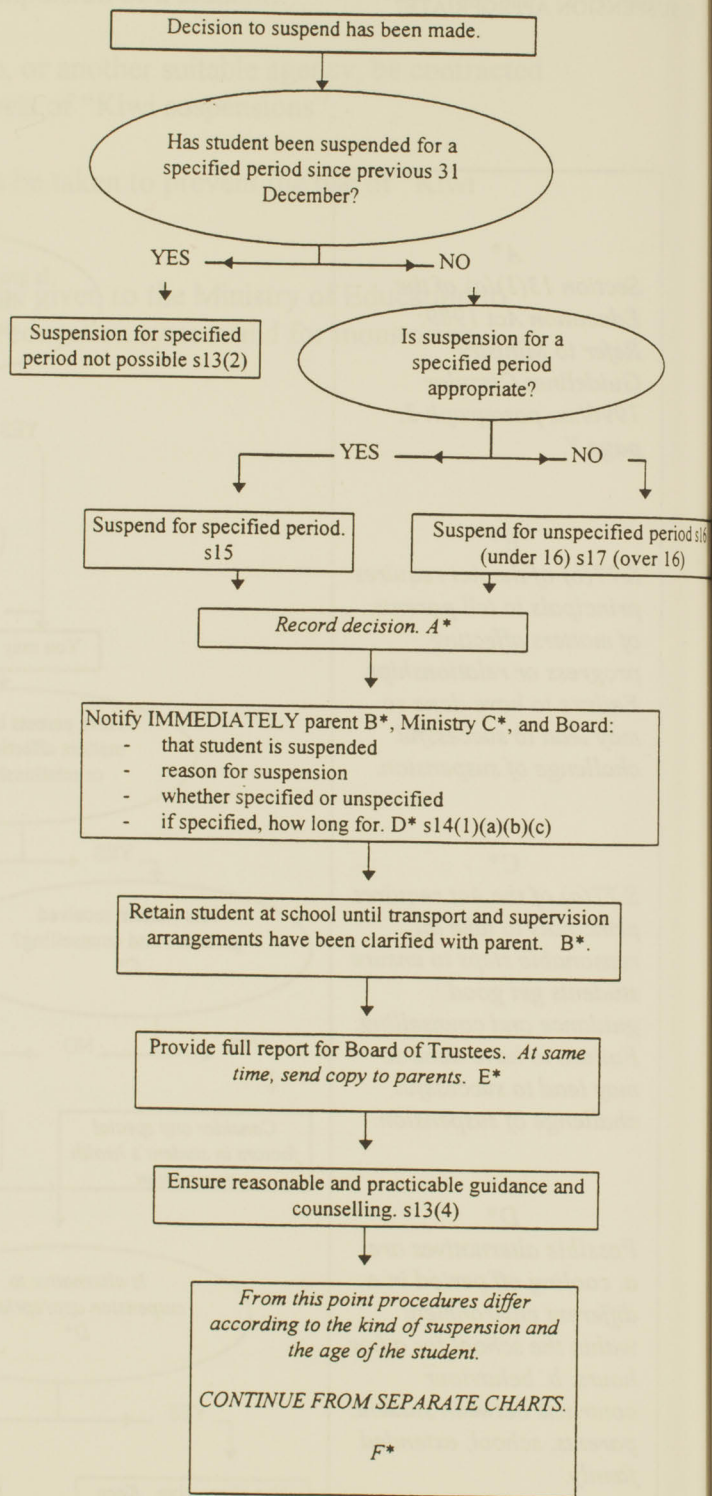 Decision to suspend has been made.
Has student been suspended for a
specified period since previous 31
December?
YES
NO
Suspension for specified
period not possible s13(2)
Is suspension for a
specified period
appropriate?
YES
NO
Suspend for specified period.
s15
Suspend for unspecified period s16
(under 16) s17 (over 16)
Record decision. A*
Notify IMMEDIATELY parent B*, Ministry C*, and Board:
- that student is suspended
- reason for suspension
- whether specified or unspecified
- if specified, how long for. D* s14(1)(a)(b)(c)
Retain student at school until transport and supervision
arrangements have been clarified with parent. B*.
Provide full report for Board of Trustees. At same
time, send copy to parents. E*
Ensure reasonable and practicable guidance and
counselling. s13(4)
From this point procedures differ
according to the kind of suspension and
the age of the student.
CONTINUE FROM SEPARATE CHARTS.
F*